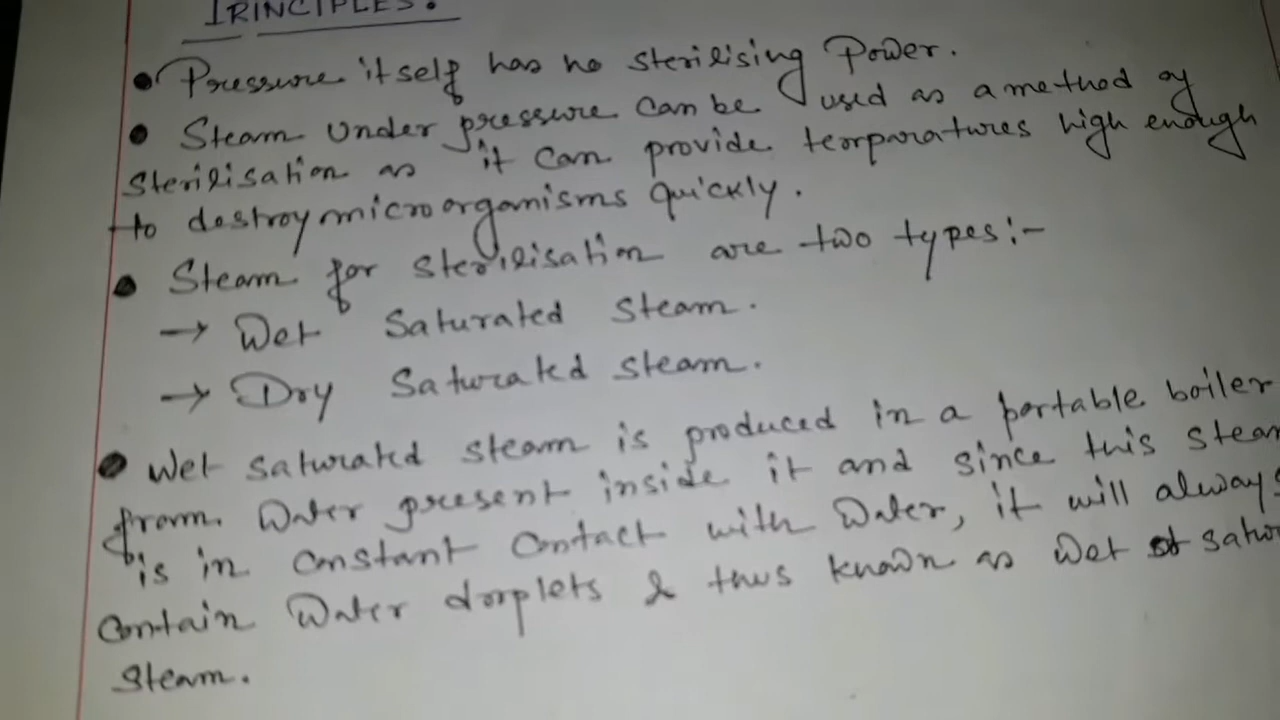 PRINCIPLES:
• Pressure itself has no sterilising Power.
• Steam Under pressure can be used as a method of
sterilisation as it can provide teorparatures high enough
to destroy microorganisms quickly.
• Steam for sterilisation are two types:-
→ Wet Saturated Steam.
→ Dry Saturated steam.
• Wet saturated steam is produced in a portable boiler
from Water present inside it and since this steam
is in constant contact with Water, it will always
contain Water dorplets & thus known as Wet
steam.